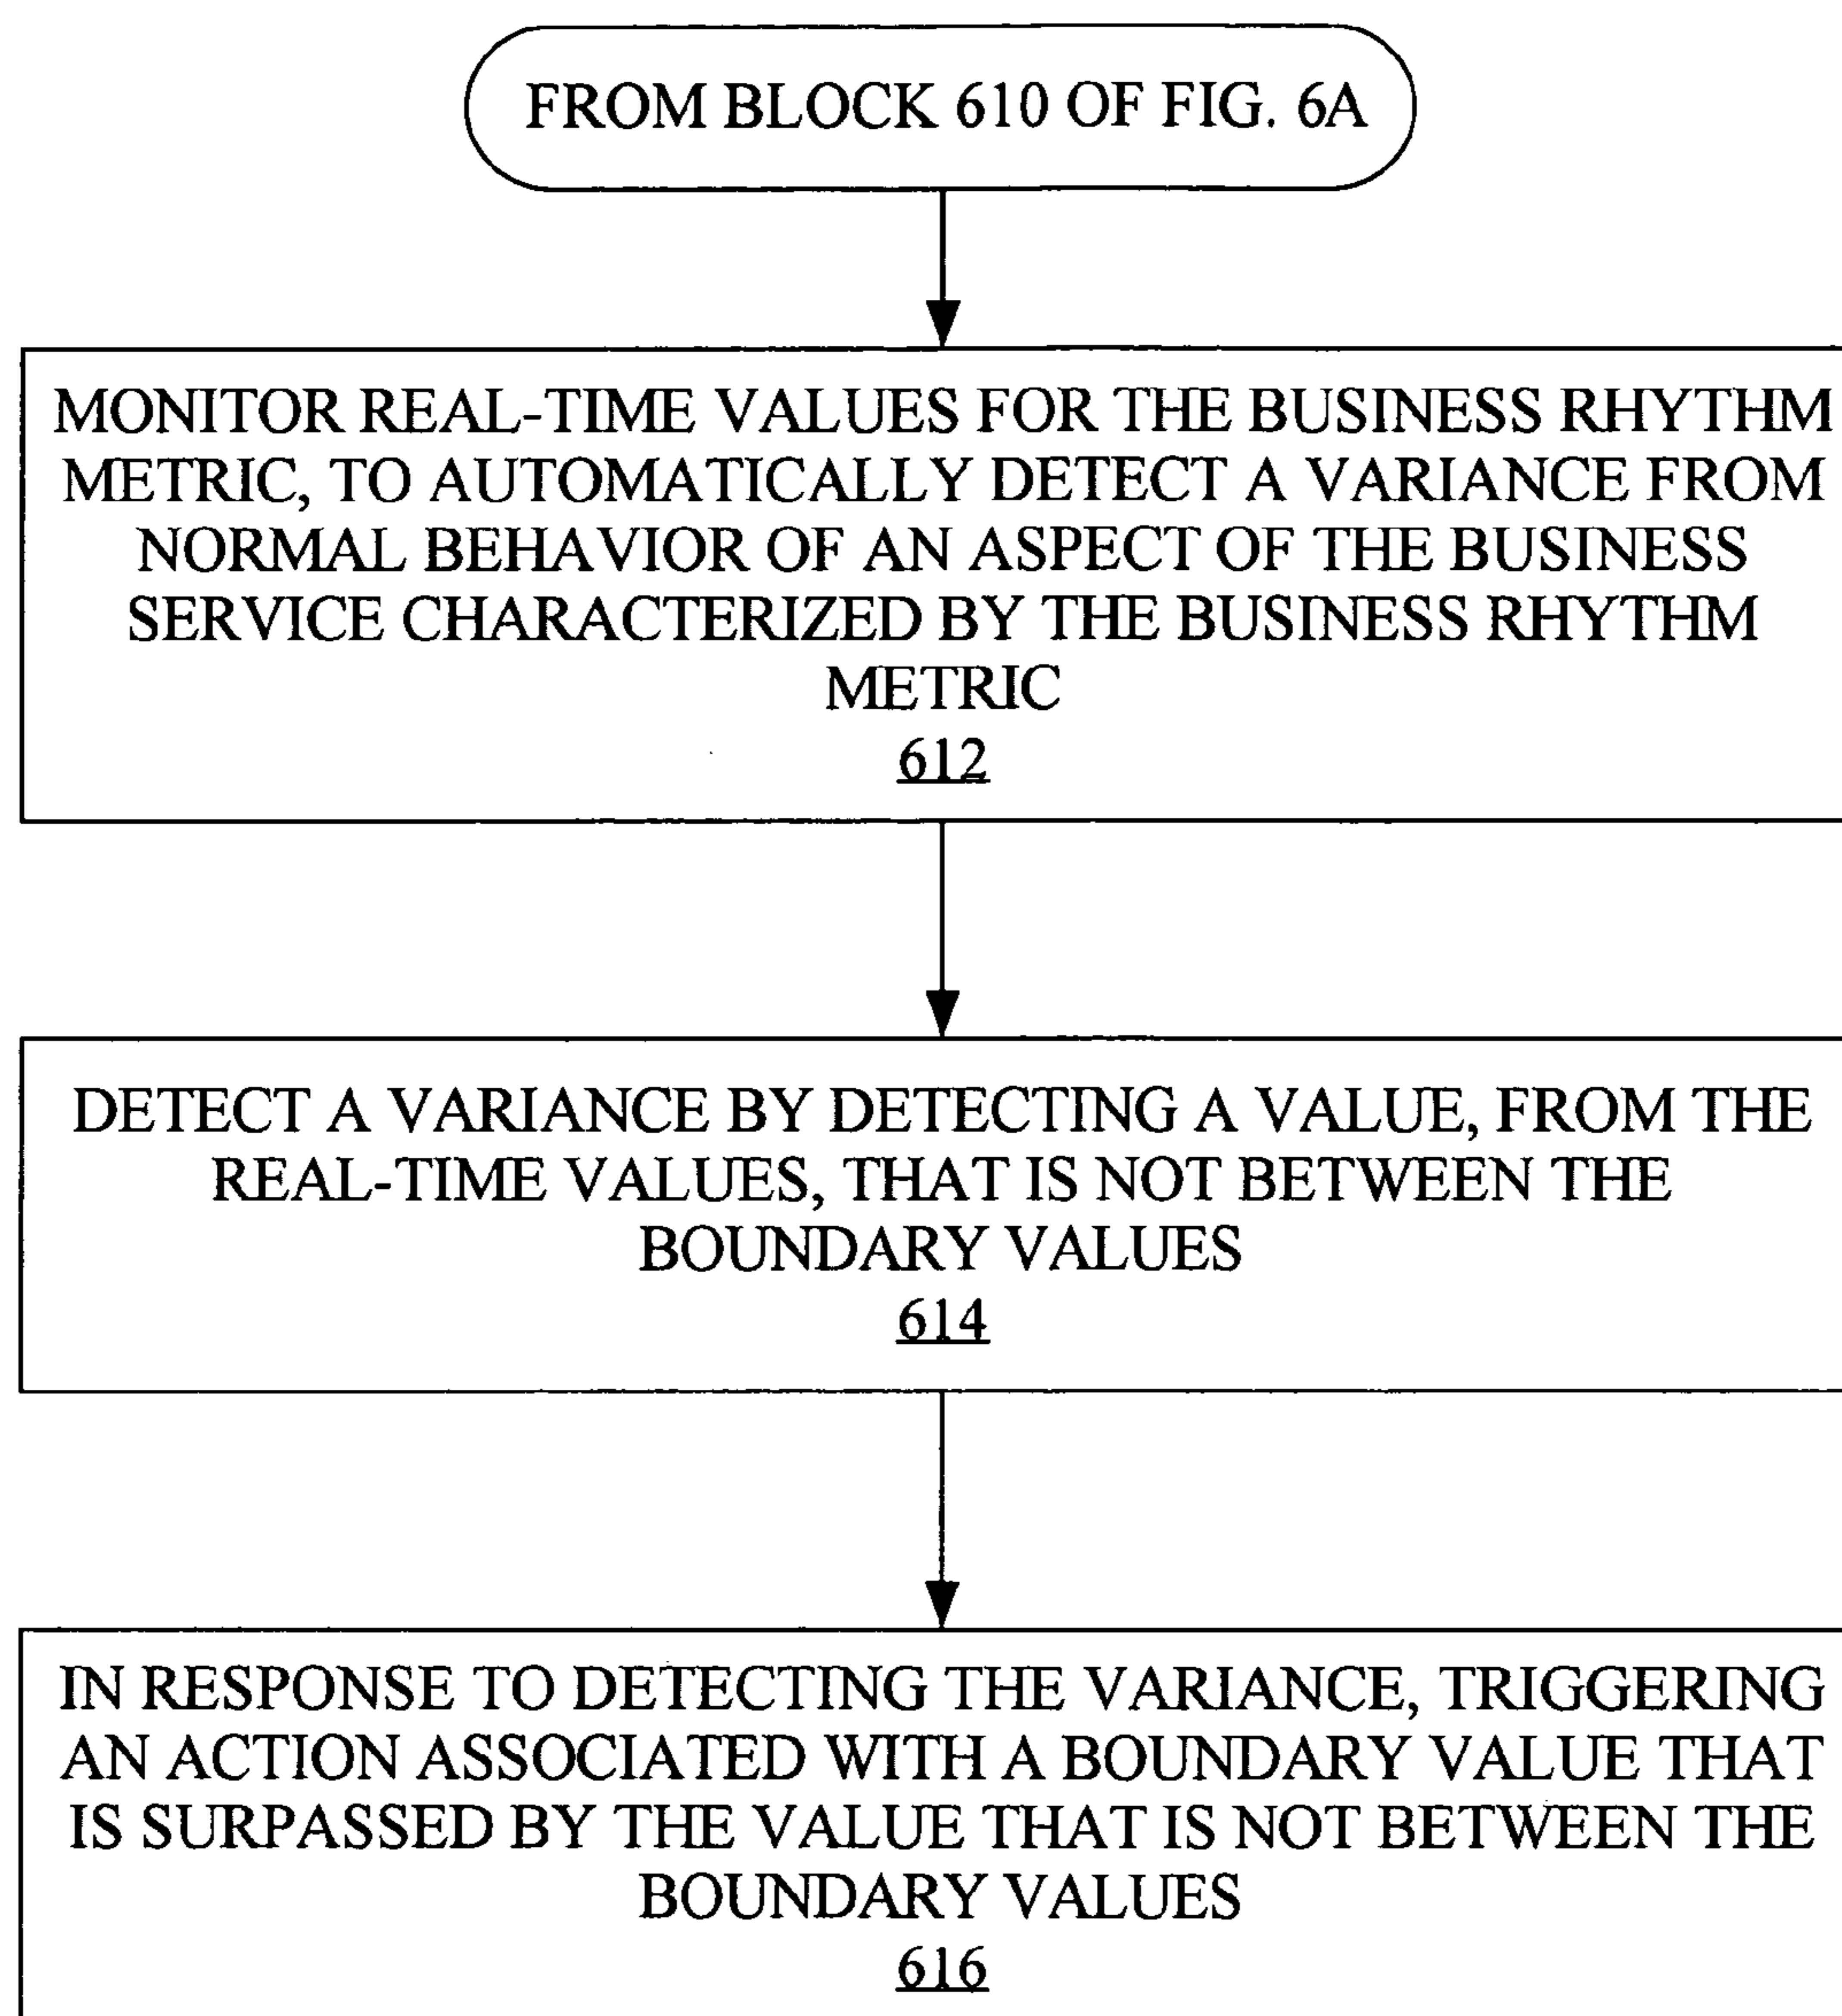 FROM BLOCK 610 OF FIG. 6A
MONITOR REAL-TIME VALUES FOR THE BUSINESS RHYTHM
METRIC, TO AUTOMATICALLY DETECT A VARIANCE FROM
NORMAL BEHAVIOR OF AN ASPECT OF THE BUSINESS
SERVICE CHARACTERIZED BY THE BUSINESS RHYTHM
METRIC
612
DETECT A VARIANCE BY DETECTING A VALUE, FROM THE
REAL-TIME VALUES, THAT IS NOT BETWEEN THE
BOUNDARY VALUES
614
IN RESPONSE TO DETECTING THE VARIANCE, TRIGGERING
AN ACTION ASSOCIATED WITH A BOUNDARY VALUE THAT
IS SURPASSED BY THE VALUE THAT IS NOT BETWEEN THE
BOUNDARY VALUES
616